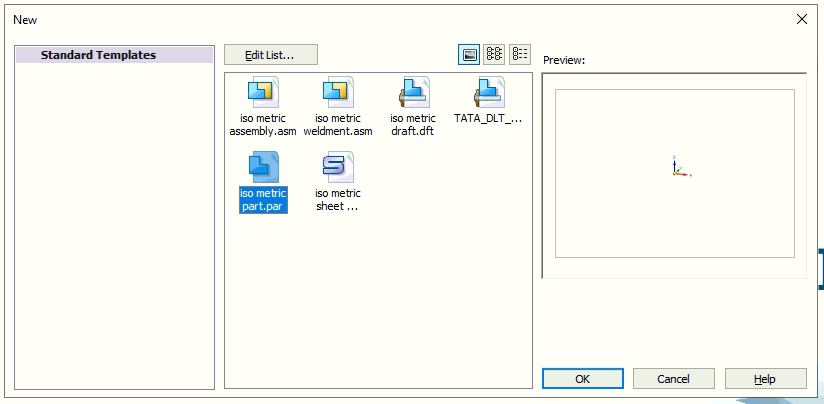 New
Standard Templates
Edit List...
Preview:
iso metric
assembly.asm
iso metric
weldment.asm
iso metric
draft.dft
TATA_DLT_...
iso metric
part.par
iso metric
sheet ...
OK
Cancel
Help